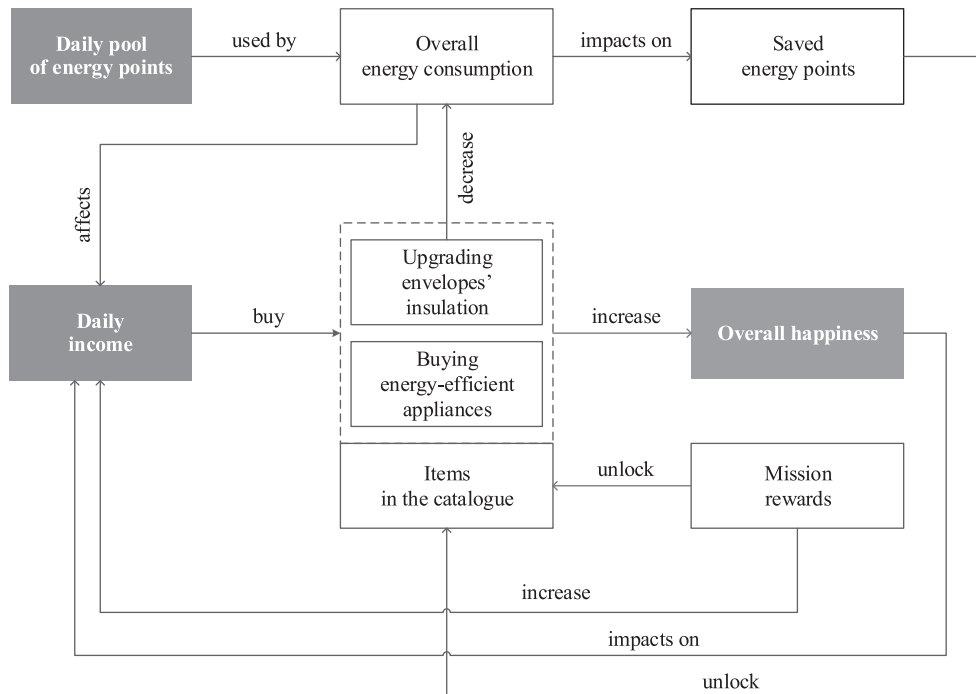 Daily pool
of energy points
used by
Overall
energy consumption
impacts on
Saved
energy points
affects
decrease
Upgrading
envelopes’
insulation
Daily
income
buy
increase
Overall happiness
Buying
energy-efficient
appliances
Items
in the catalogue
unlock
Mission
rewards
increase
impacts on
unlock